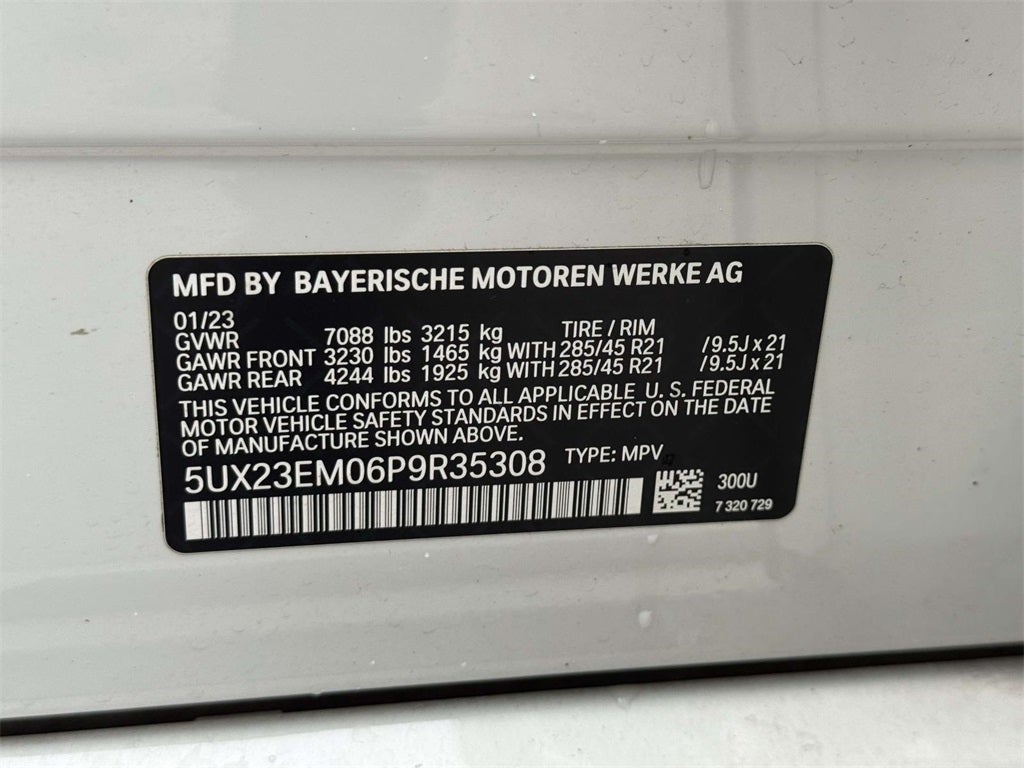 MFD BY BAYERISCHE MOTOREN WERKE AG
01/23
GVWR 7088 lbs 3215 kg TIRE / RIM
GAWR FRONT 3230 lbs 1465 kg WITH 285/45 R21 /9.5J x 21
GAWR REAR 4244 lbs 1925 kg WITH 285/45 R21 /9.5J x 21
THIS VEHICLE CONFORMS TO ALL APPLICABLE U. S. FEDERAL
MOTOR VEHICLE SAFETY STANDARDS IN EFFECT ON THE DATE
OF MANUFACTURE SHOWN ABOVE.
5UX23EM06P9R35308 TYPE: MPV
300U
7 320 729